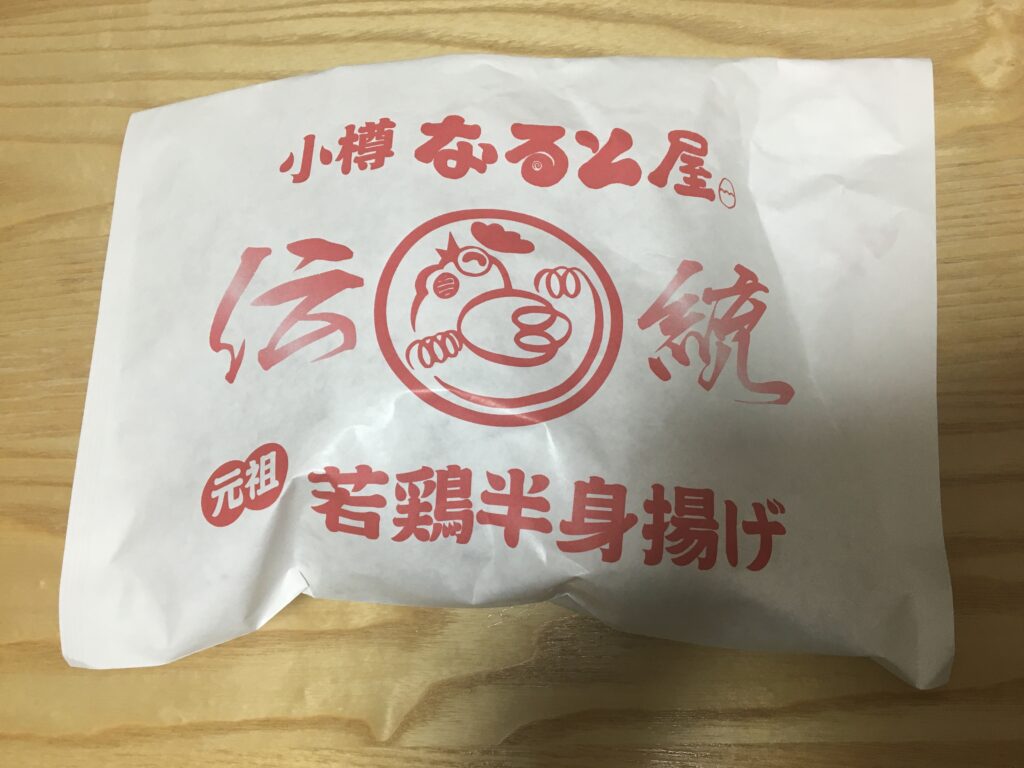 小樽 なると屋
伝統
元祖 若鶏半身揚げ